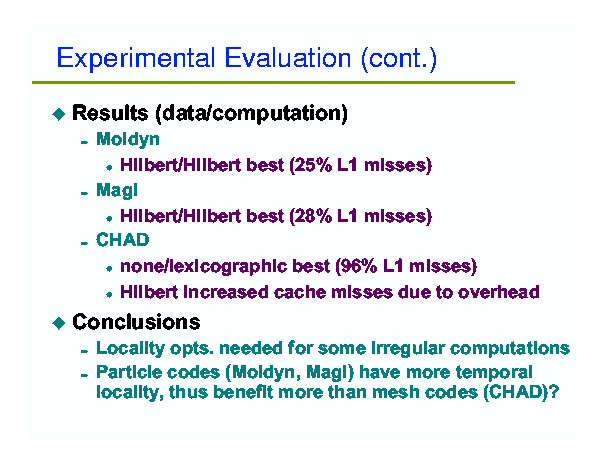 Experimental Evaluation (cont.)
Results (data/computation)
Moldyn
Hilbert/Hilbert best (25% L1 misses)
Magi
Hilbert/Hilbert best (28% L1 misses)
CHAD
none/lexicographic best (96% L1 misses)
Hilbert increased cache misses due to overhead
Conclusions
Locality opts. needed for some irregular computations
Particle codes (Moldyn, Magi) have more temporal
locality, thus benefit more than mesh codes (CHAD)?